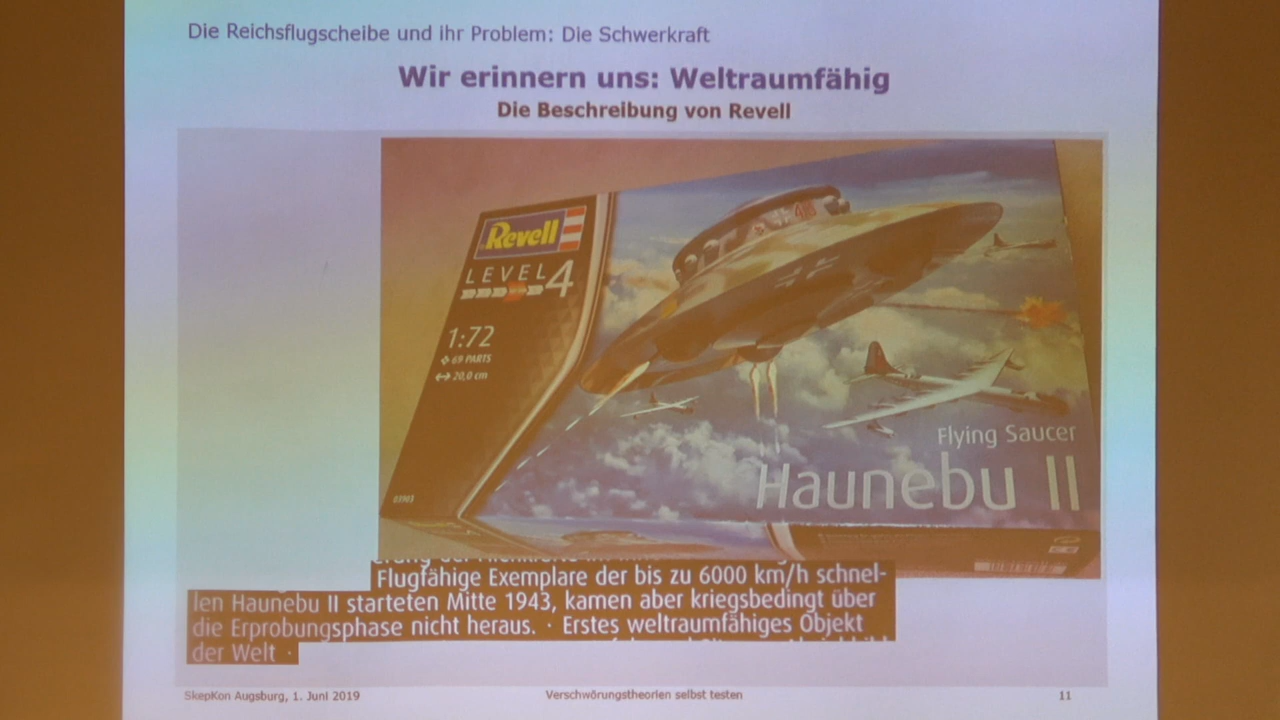 Die Reichsflugscheibe und ihr Problem: Die Schwerkraft
Wir erinnern uns: Weltraumfähig
Die Beschreibung von Revell
Revell
LEVEL 4
1:72
69 PARTS
20,0 cm
03903
Flying Saucer
Haunebu II
Flugfähige Exemplare der bis zu 6000 km/h schnel-
len Haunebu II starteten Mitte 1943, kamen aber kriegsbedingt über
die Erprobungsphase nicht heraus. · Erstes weltraumfähiges Objekt
der Welt ·
SkepKon Augsburg, 1. Juni 2019
Verschwörungstheorien selbst testen
11